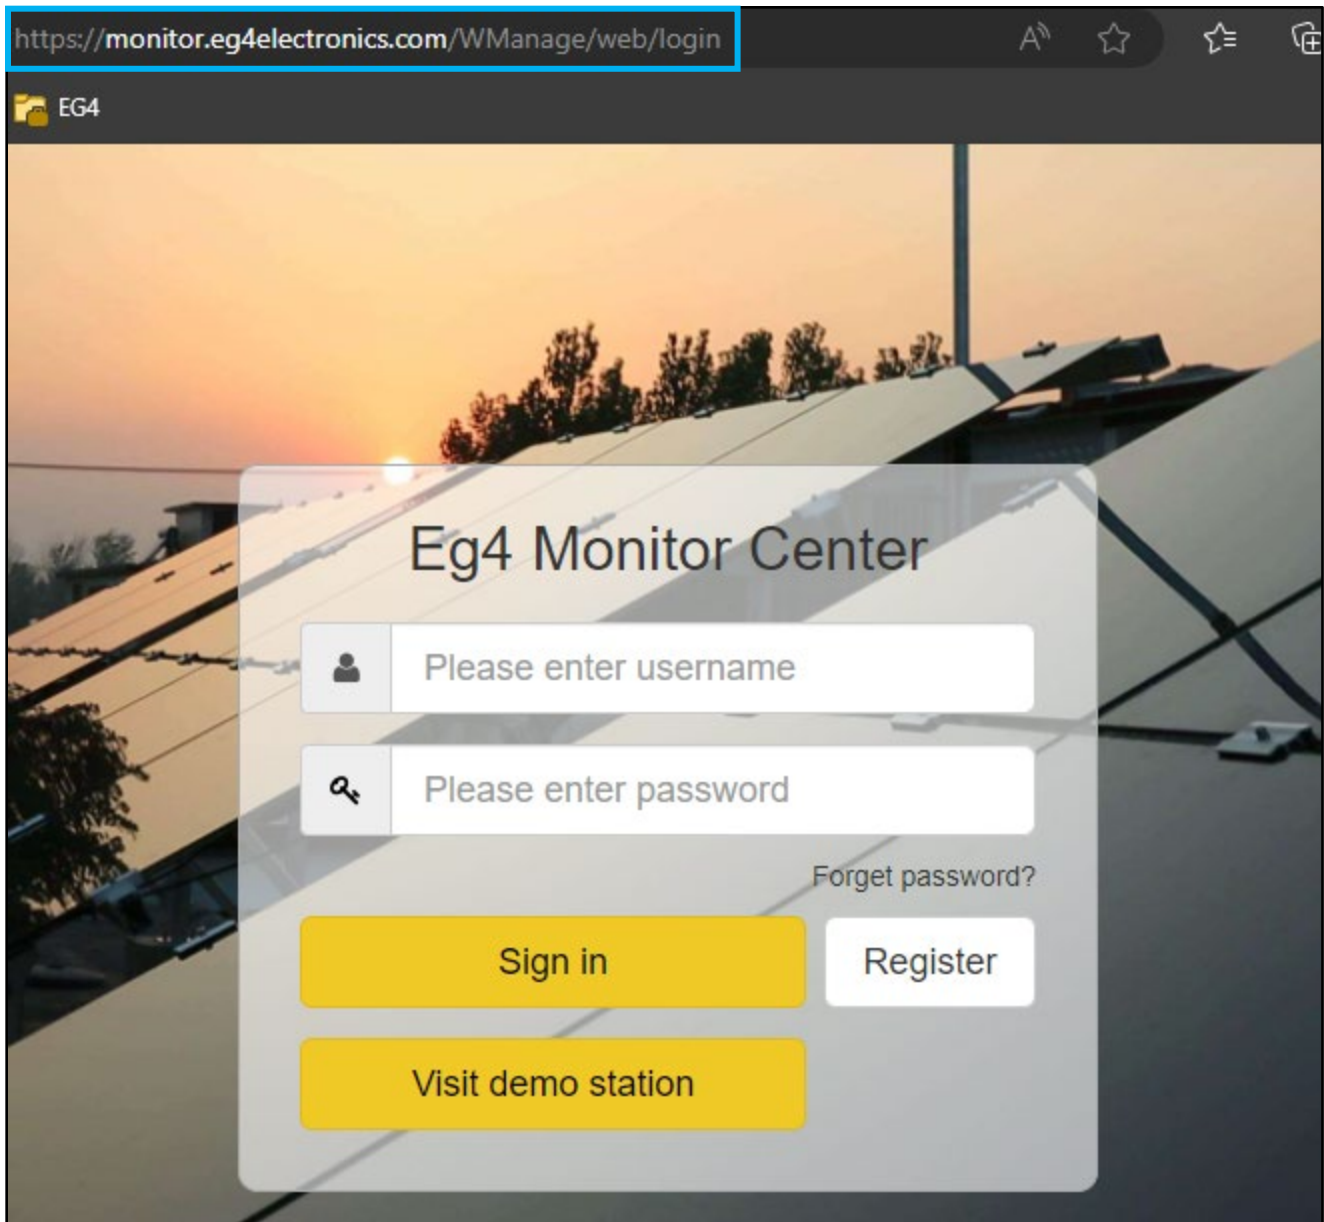 https://monitor.eg4electronics.com/WManage/web/login
EG4
Eg4 Monitor Center
Please enter username
Please enter password
Forget password?
Sign in
Register
Visit demo station